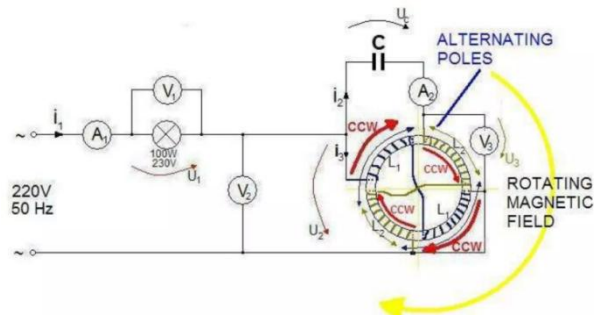 U_c
C
ALTERNATING
POLES
V₁
i₁
A₁
100W
230V
U₁
i₂
A₂
CCW
i₃
L₁
L₂
V₃
U₃
~
220V
50 Hz
V₂
U₂
CCW
CCW
L₂
L₁
CCW
ROTATING
MAGNETIC
FIELD
~